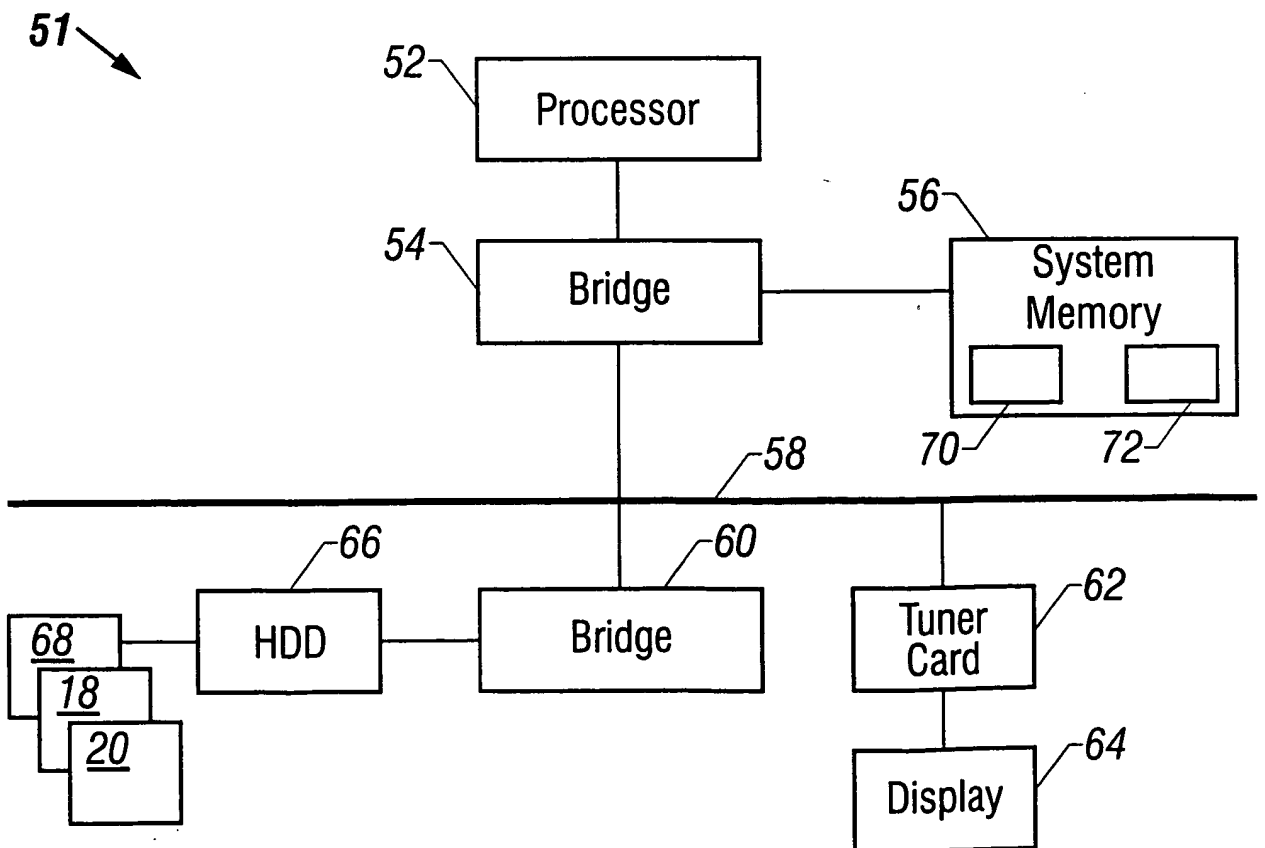 51
52
Processor
56
54
Bridge
System
Memory
70
72
58
66
60
62
68
HDD
Bridge
Tuner
Card
18
20
64
Display